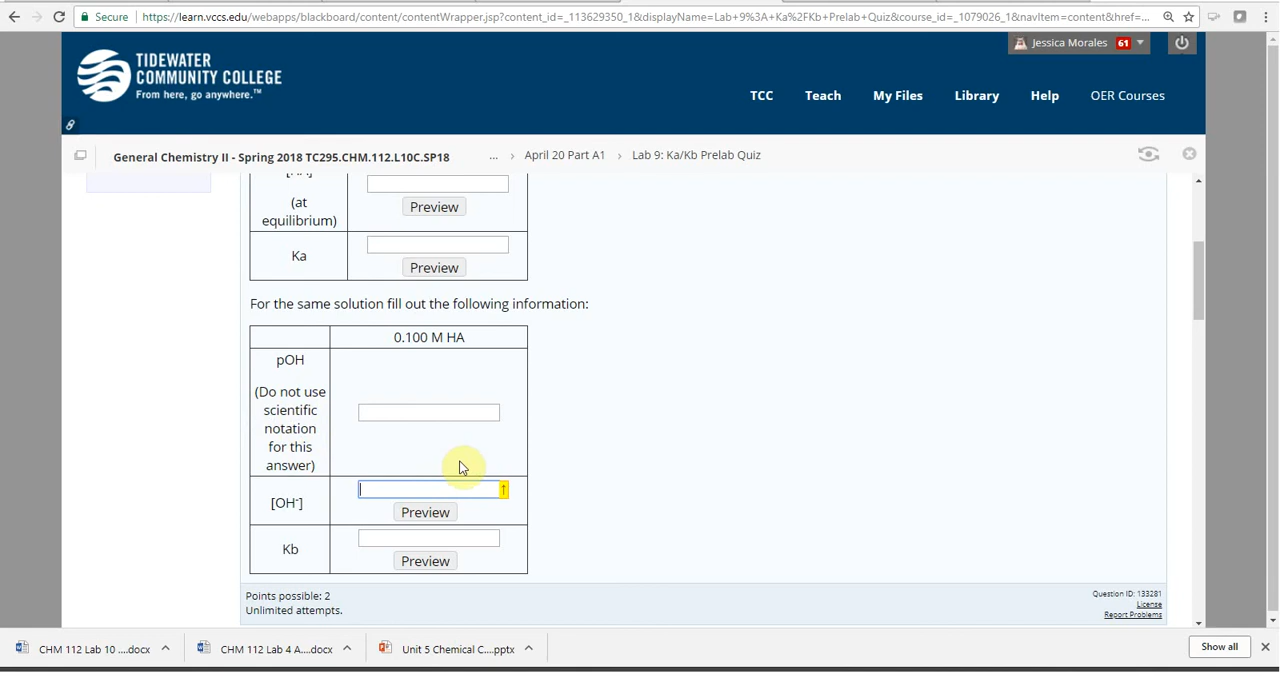 Secure https://learn.vccs.edu/webapps/blackboard/content/contentWrapper.jsp?content_id=_113629350_1&displayName=Lab+9%3A+Ka%2FKb+Prelab+Quiz&course_id=_1079026_1&navItem=content&href=...
Jessica Morales 61
TIDEWATER
COMMUNITY COLLEGE
From here, go anywhere.™
TCC Teach My Files Library Help OER Courses
General Chemistry II - Spring 2018 TC295.CHM.112.L10C.SP18 ... > April 20 Part A1 > Lab 9: Ka/Kb Prelab Quiz
(at
equilibrium)
Preview
Ka
Preview
For the same solution fill out the following information:
0.100 M HA
pOH
(Do not use
scientific
notation
for this
answer)
[OH⁻]
Preview
Kb
Preview
Points possible: 2
Unlimited attempts.
Question ID: 133281
License
Report Problems
CHM 112 Lab 10 ....docx
CHM 112 Lab 4 A....docx
Unit 5 Chemical C....pptx
Show all